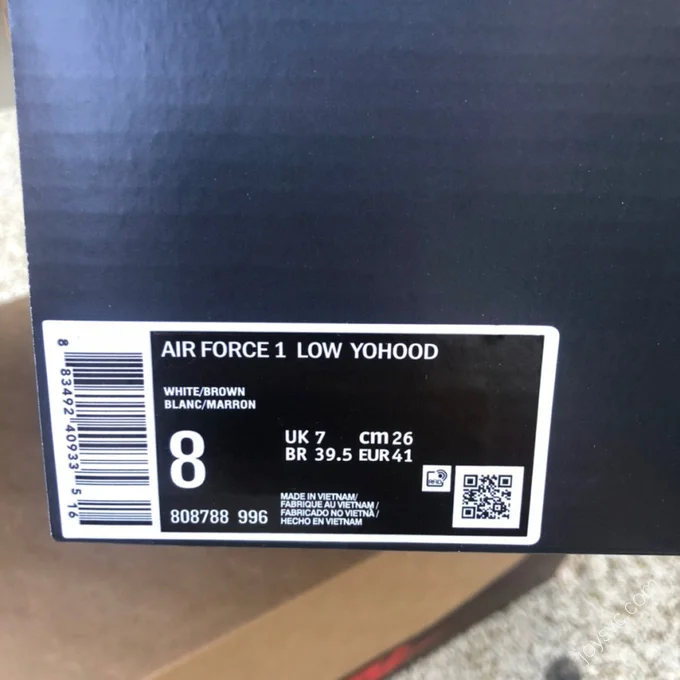 AIR FORCE 1 LOW YOHOOD
WHITE/BROWN
BLANC/MARRON
8
UK 7 cm 26
BR 39.5 EUR 41
808788 996
MADE IN VIETNAM/
FABRIQUE AU VIETNAM/
FABRICADO NO VIETNÃ/
HECHO EN VIETNAM
RFID
8 83492 40933 5 16